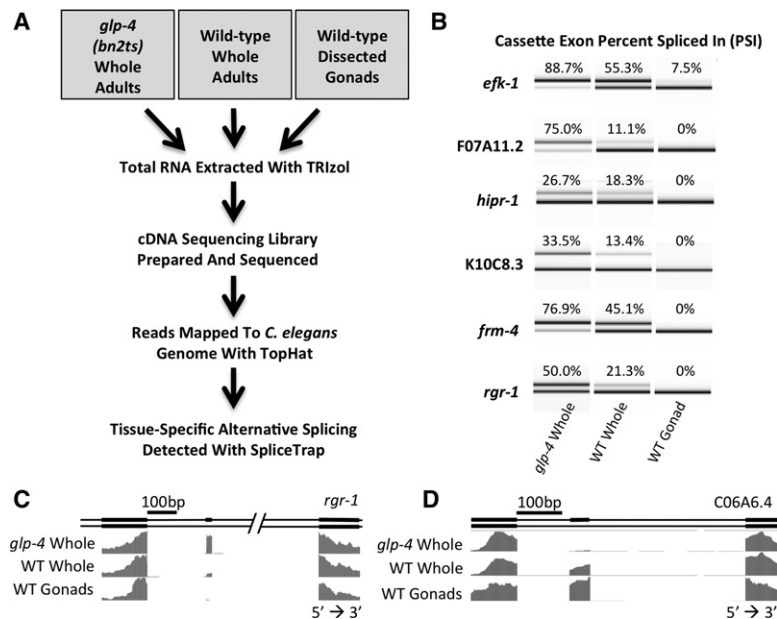 A
glp-4
(bn2ts)
Whole
Adults
Wild-type
Whole
Adults
Wild-type
Dissected
Gonads
Total RNA Extracted With TRIzol
cDNA Sequencing Library
Prepared And Sequenced
Reads Mapped To C. elegans
Genome With TopHat
Tissue-Specific Alternative Splicing
Detected With SpliceTrap
B
Cassette Exon Percent Spliced In (PSI)
efk-1 88.7% 55.3% 7.5%
F07A11.2 75.0% 11.1% 0%
hipr-1 26.7% 18.3% 0%
K10C8.3 33.5% 13.4% 0%
frm-4 76.9% 45.1% 0%
rgr-1 50.0% 21.3% 0%
glp-4 Whole
WT Whole
WT Gonad
C
100bp
rgr-1
glp-4 Whole
WT Whole
WT Gonads
5' → 3'
D
100bp
C06A6.4
glp-4 Whole
WT Whole
WT Gonads
5' → 3'